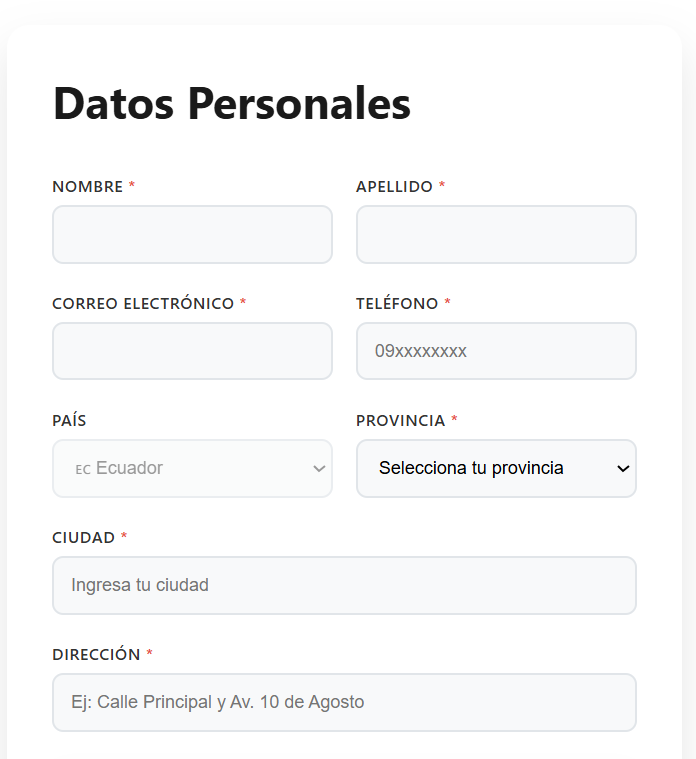 Datos Personales
NOMBRE * APELLIDO *
CORREO ELECTRÓNICO * TELÉFONO *
09xxxxxxxx
PAÍS PROVINCIA *
EC Ecuador Selecciona tu provincia
CIUDAD *
Ingresa tu ciudad
DIRECCIÓN *
Ej: Calle Principal y Av. 10 de Agosto